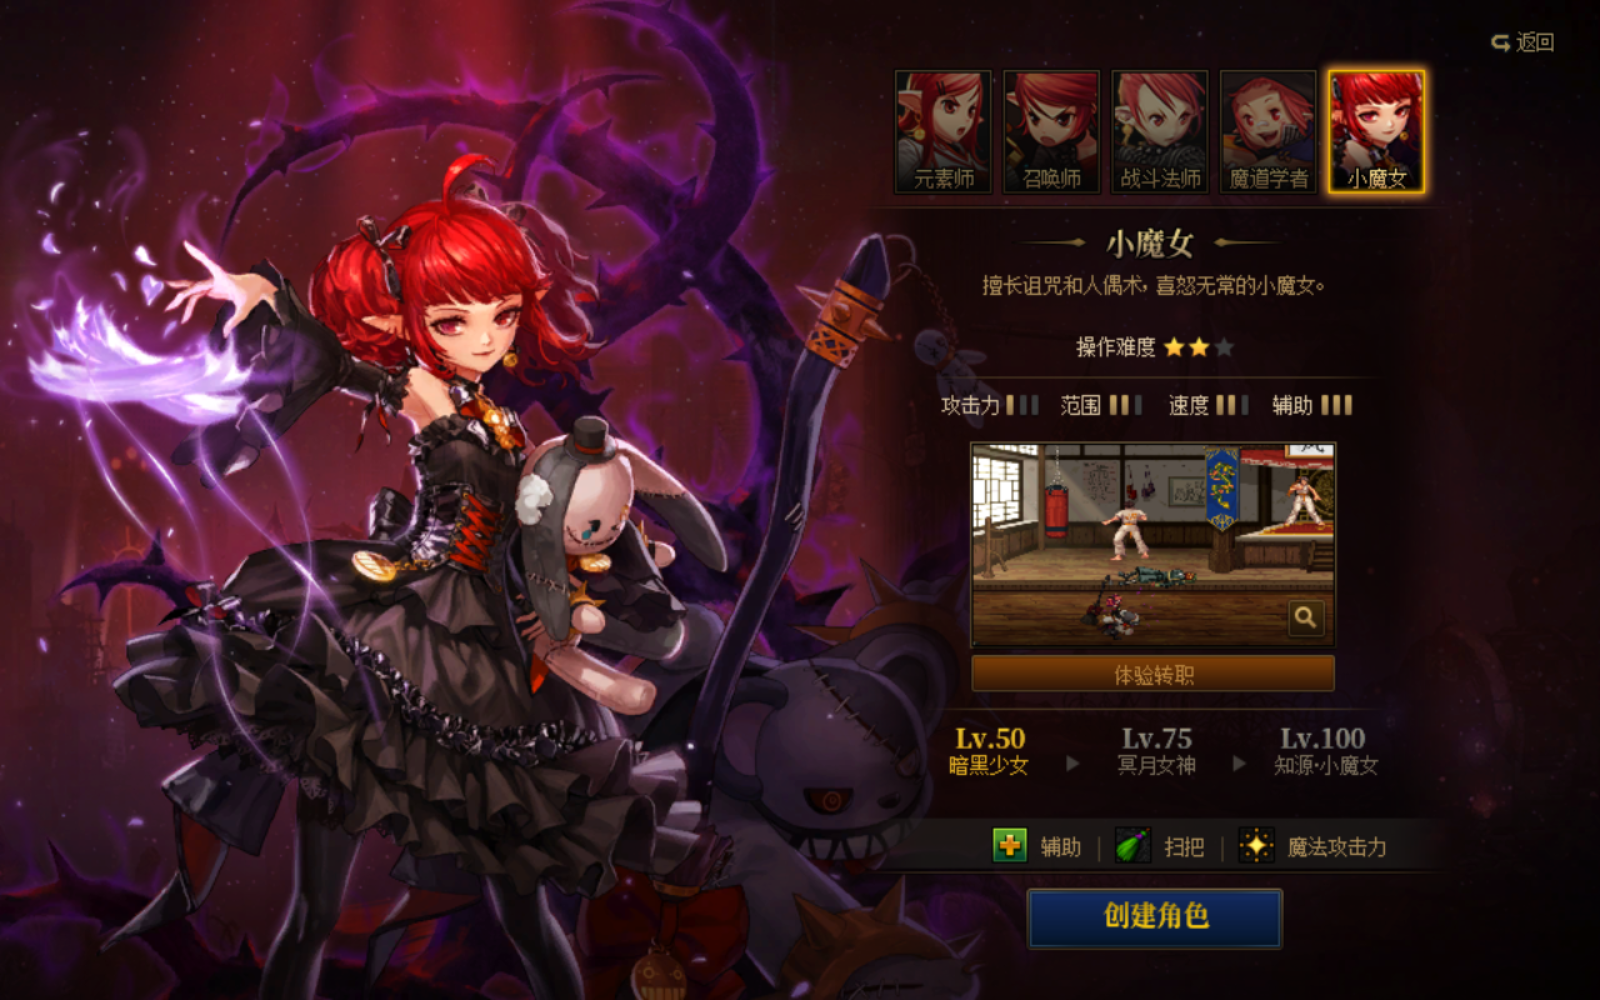 返回
元素师 召唤师 战斗法师 魔道学者 小魔女
小魔女
擅长诅咒和人偶术，喜怒无常的小魔女。
操作难度
攻击力 范围 速度 辅助
体验转职
Lv.50 Lv.75 Lv.100
暗黑少女 冥月女神 知源·小魔女
辅助 | 扫把 | 魔法攻击力
创建角色